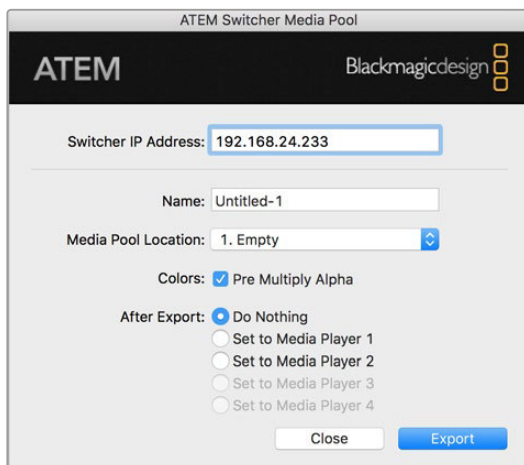 ATEM Switcher Media Pool
ATEM
Blackmagicdesign
Switcher IP Address: 192.168.24.233
Name: Untitled-1
Media Pool Location: 1. Empty
Colors: Pre Multiply Alpha
After Export: Do Nothing
Set to Media Player 1
Set to Media Player 2
Set to Media Player 3
Set to Media Player 4
Close Export